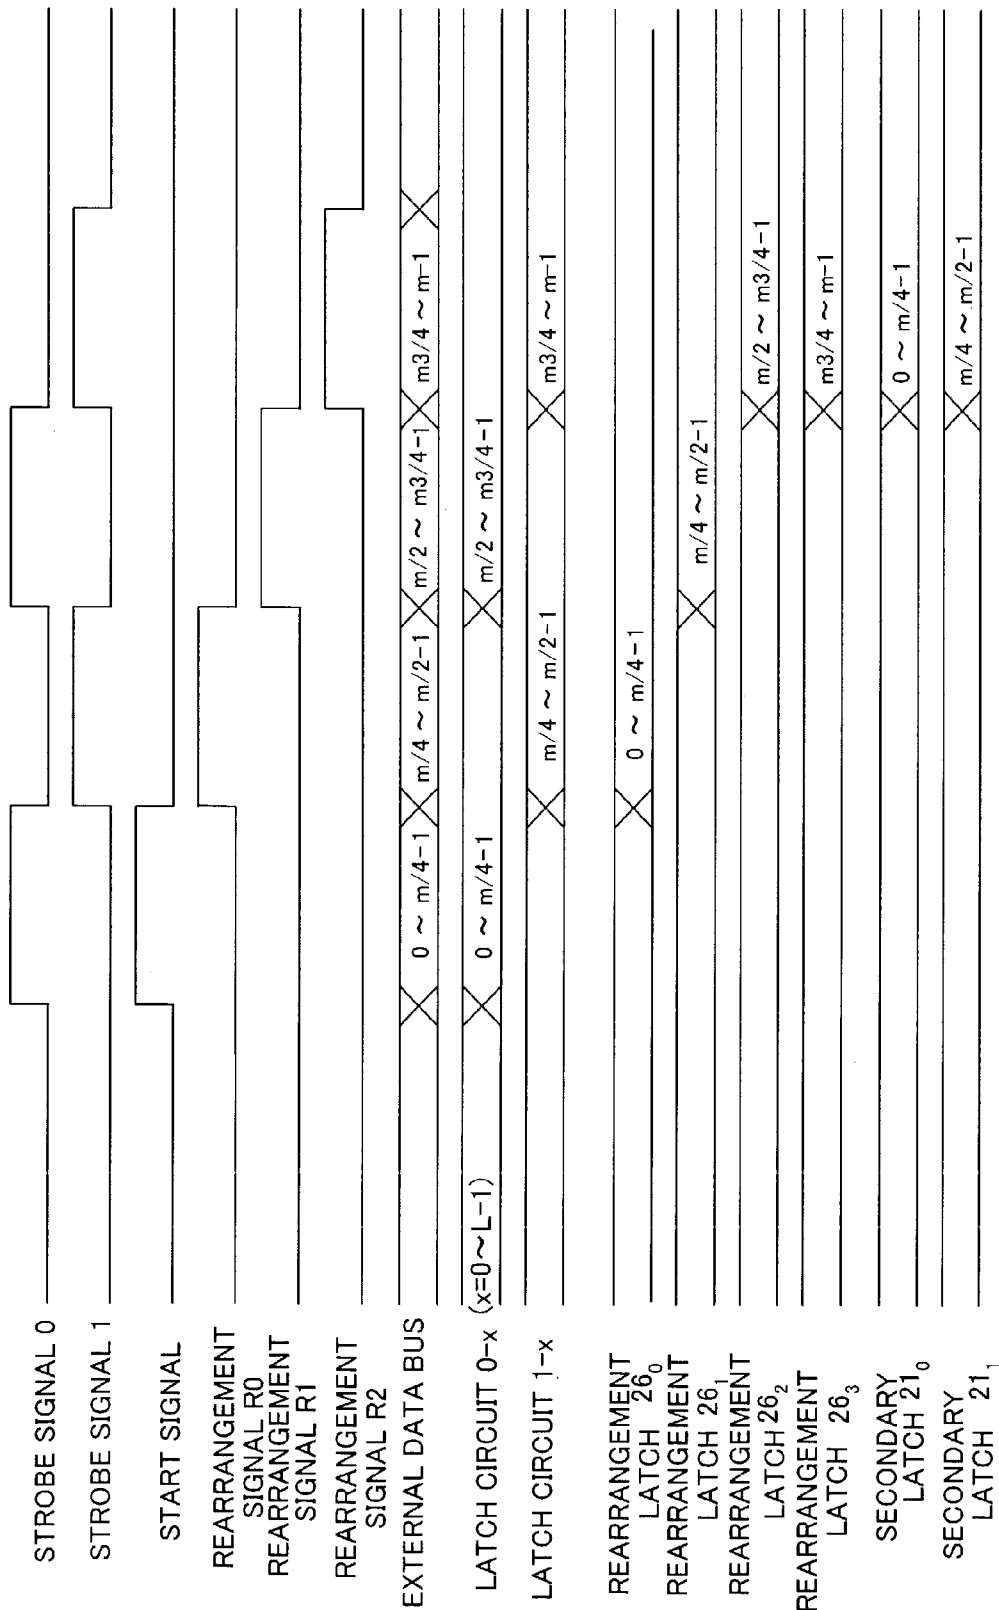 STROBE SIGNAL 0
STROBE SIGNAL 1
START SIGNAL
REARRANGEMENT
SIGNAL R0
REARRANGEMENT
SIGNAL R1
REARRANGEMENT
SIGNAL R2
EXTERNAL DATA BUS
0 ~ m/4-1
m/4 ~ m/2-1
m/2 ~ m3/4-1
m3/4 ~ m-1
LATCH CIRCUIT 0-x (x=0~L-1)
0 ~ m/4-1
m/2 ~ m3/4-1
LATCH CIRCUIT 1-x
m/4 ~ m/2-1
m3/4 ~ m-1
REARRANGEMENT
LATCH 26₀
0 ~ m/4-1
REARRANGEMENT
LATCH 26₁
m/4 ~ m/2-1
REARRANGEMENT
LATCH 26₂
m/2 ~ m3/4-1
REARRANGEMENT
LATCH 26₃
m3/4 ~ m-1
SECONDARY
LATCH 21₀
0 ~ m/4-1
SECONDARY
LATCH 21₁
m/4 ~ m/2-1